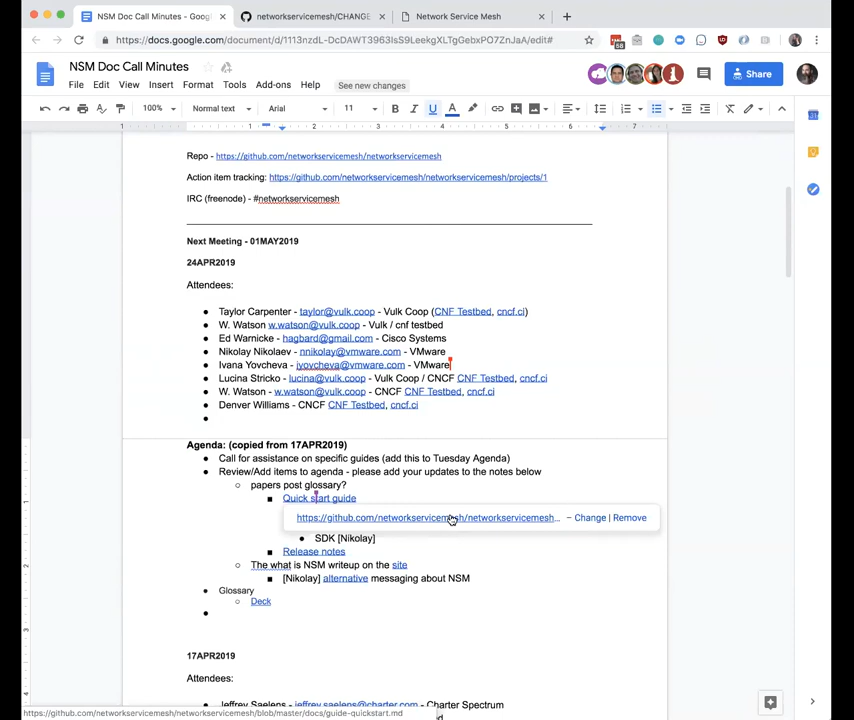 NSM Doc Call Minutes - Goog
networkservicemesh/CHANGE
Network Service Mesh
https://docs.google.com/document/d/1113nzdL-DcDAWT3963IsS9LeekgXLTgGebxPO7ZnJaA/edit#
58
NSM Doc Call Minutes
File Edit View Insert Format Tools Add-ons Help See new changes
Share
100% Normal text Arial 11 B I U A
1 1 2 3 4 5 6 7
Repo - https://github.com/networkservicemesh/networkservicemesh
Action item tracking: https://github.com/networkservicemesh/networkservicemesh/projects/1
IRC (freenode) - #networkservicemesh
Next Meeting - 01MAY2019
24APR2019
Attendees:
● Taylor Carpenter - taylor@vulk.coop - Vulk Coop (CNF Testbed, cncf.ci)
● W. Watson w.watson@vulk.coop - Vulk / cnf testbed
● Ed Warnicke - hagbard@gmail.com - Cisco Systems
● Nikolay Nikolaev - nnikolay@vmware.com - VMware
● Ivana Yovcheva - iyovcheva@vmware.com - VMware
● Lucina Stricko - lucina@vulk.coop - Vulk Coop / CNCF CNF Testbed, cncf.ci
● W. Watson - w.watson@vulk.coop - CNCF CNF Testbed, cncf.ci
● Denver Williams - CNCF CNF Testbed, cncf.ci
●
Agenda: (copied from 17APR2019)
● Call for assistance on specific guides (add this to Tuesday Agenda)
● Review/Add items to agenda - please add your updates to the notes below
○ papers post glossary?
■ Quick start guide
https://github.com/networkservicemesh/networkservicemesh... – Change | Remove
● SDK [Nikolay]
■ Release notes
○ The what is NSM writeup on the site
■ [Nikolay] alternative messaging about NSM
● Glossary
○ Deck
●
17APR2019
Attendees:
● Jeffrey Saelens - jeffrey.saelens@charter.com - Charter Spectrum
https://github.com/networkservicemesh/networkservicemesh/blob/master/docs/guide-quickstart.md